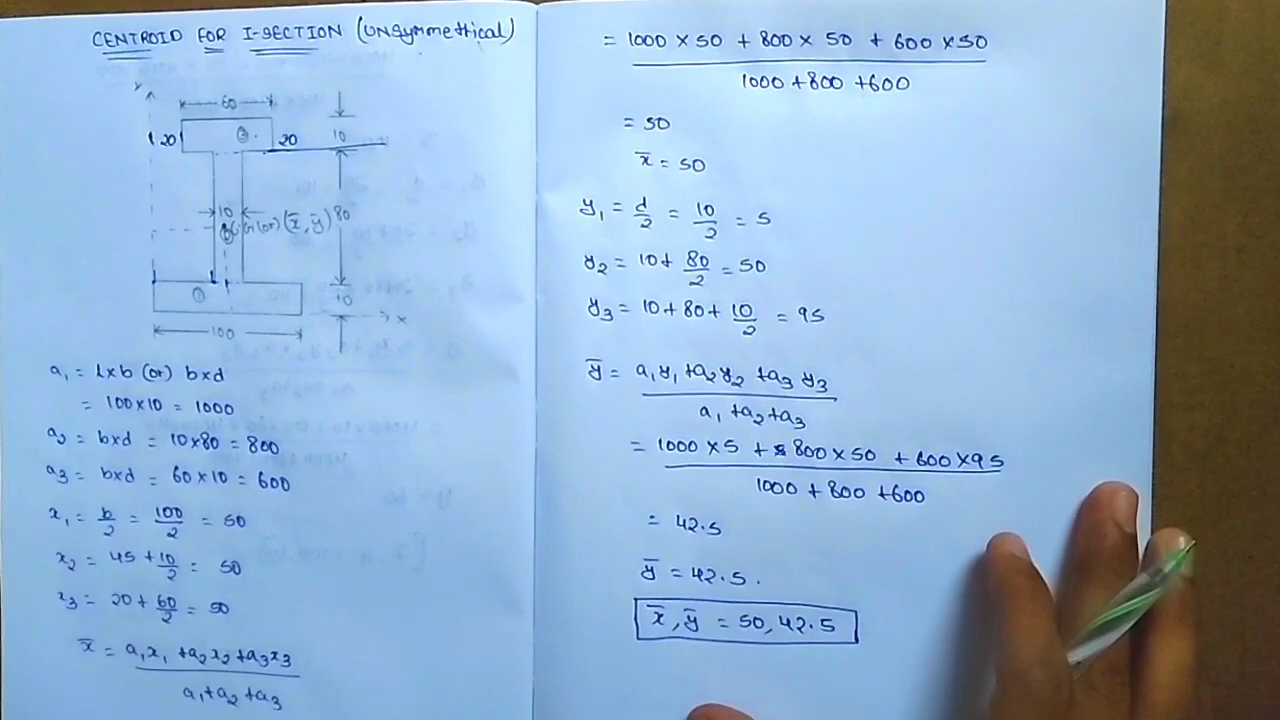 CENTROID FOR I-SECTION (UNSymmetrical)
Y
60
20 ③ 20 10
10 (x̄, ȳ) 80
① 10
x
100
a₁ = l×b (or) b×d
= 100×10 = 1000
a₂ = b×d = 10×80 = 800
a₃ = b×d = 60×10 = 600
x₁ = b/2 = 100/2 = 50
x₂ = 45 + 10/2 = 50
x₃ = 20 + 60/2 = 50
x̄ = a₁x₁ + a₂x₂ + a₃x₃ / a₁+a₂+a₃
= 1000 × 50 + 800 × 50 + 600 × 50 / 1000 + 800 + 600
= 50
x̄ = 50
y₁ = d/2 = 10/2 = 5
y₂ = 10 + 80/2 = 50
y₃ = 10 + 80 + 10/2 = 95
ȳ = a₁y₁ + a₂y₂ + a₃y₃ / a₁ + a₂ + a₃
= 1000 × 5 + 800 × 50 + 600 × 95 / 1000 + 800 + 600
= 42.5
ȳ = 42.5.
x̄, ȳ = 50, 42.5